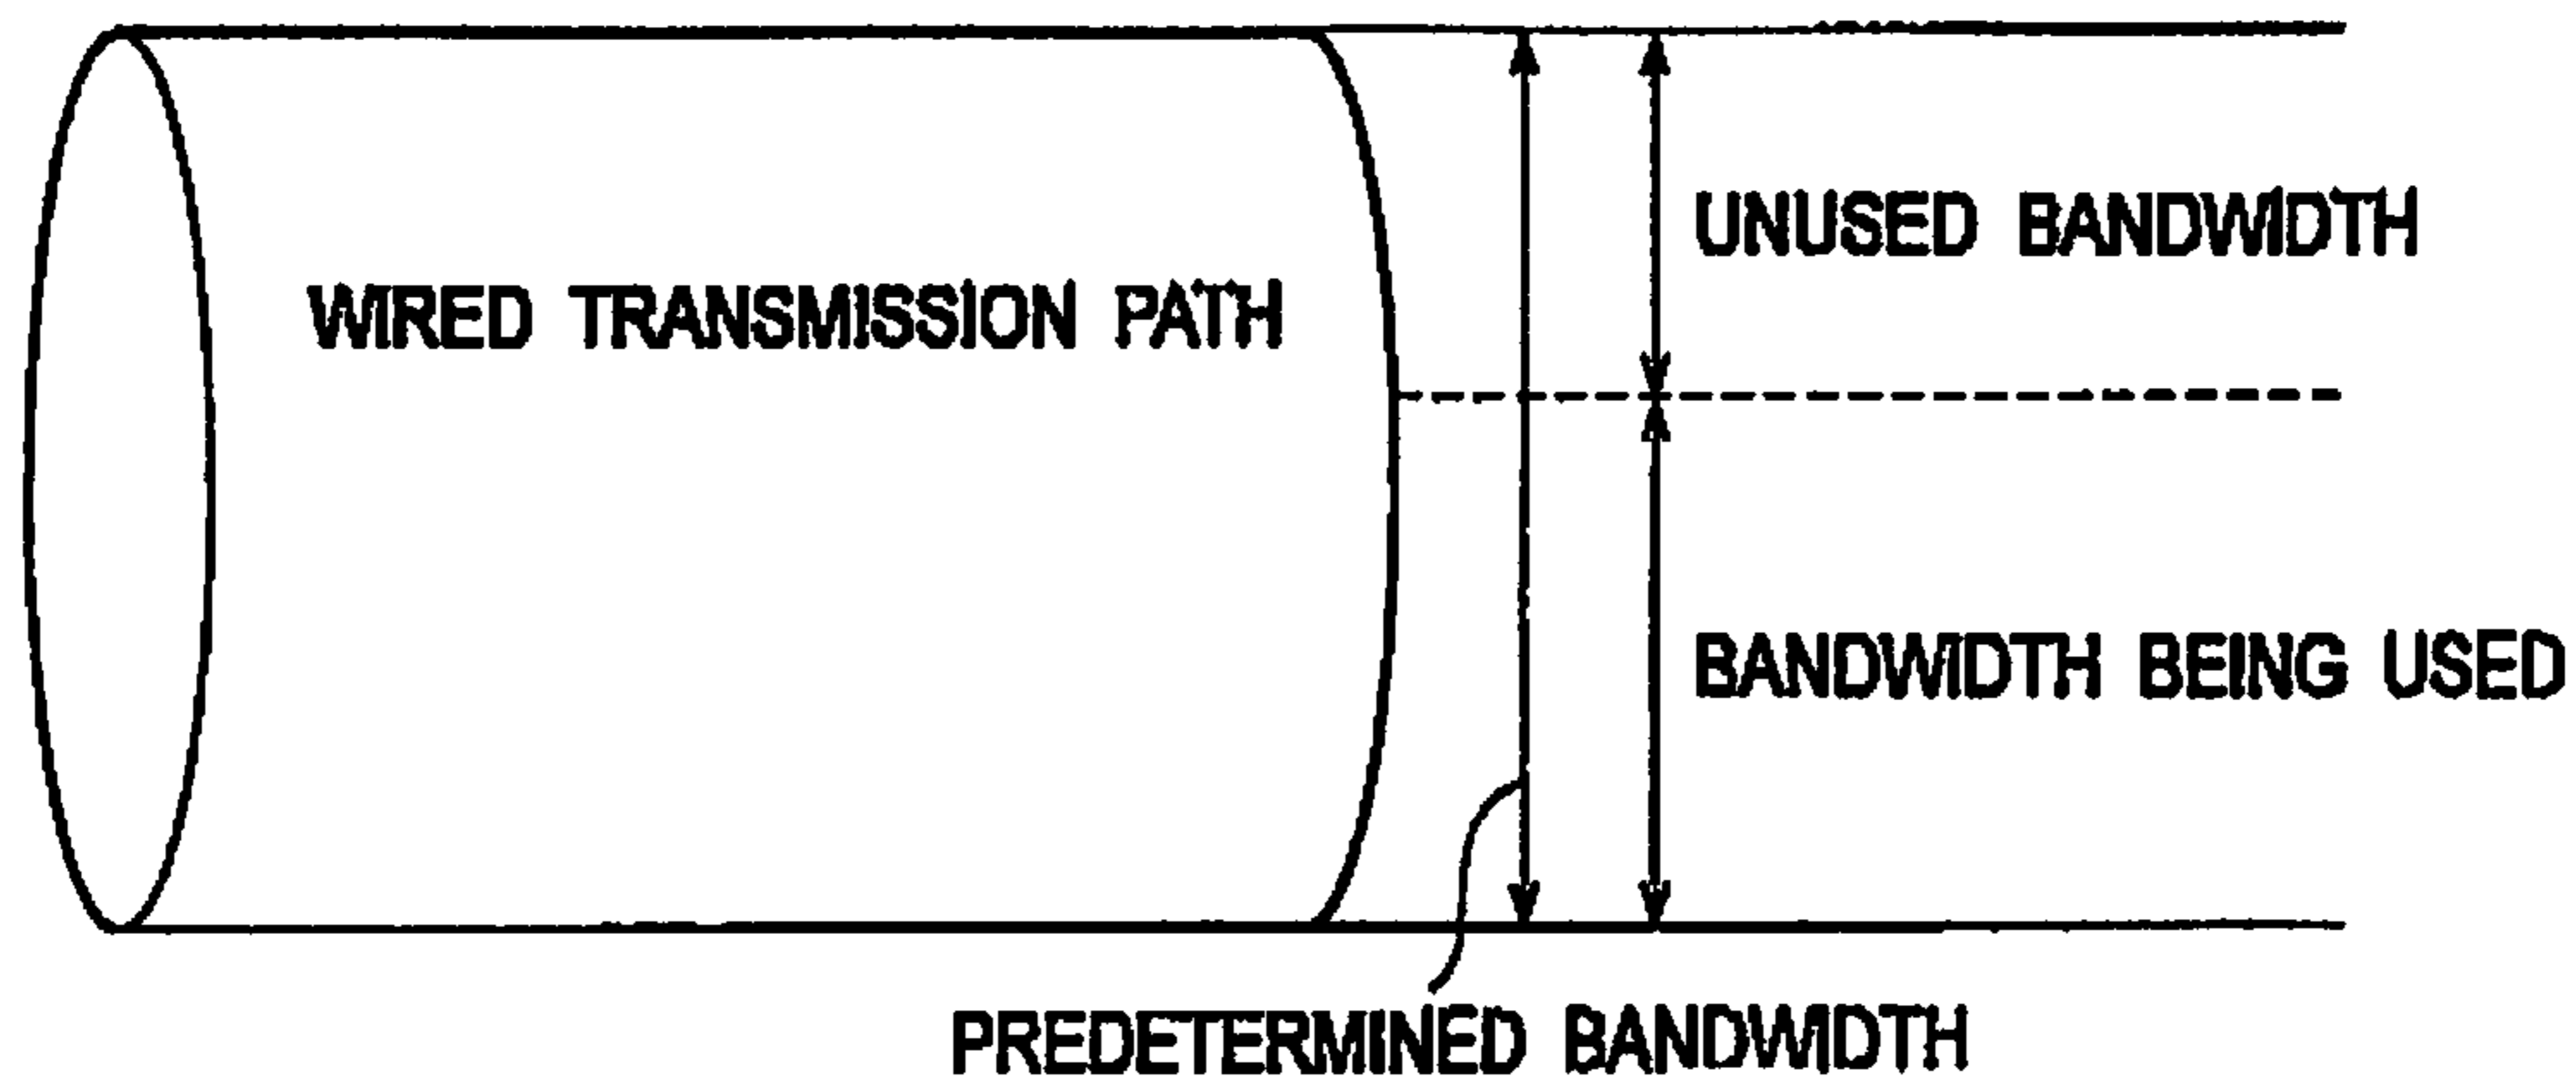 UNUSED BANDWIDTH
WIRED TRANSMISSION PATH
BANDWIDTH BEING USED
PREDETERMINED BANDWIDTH